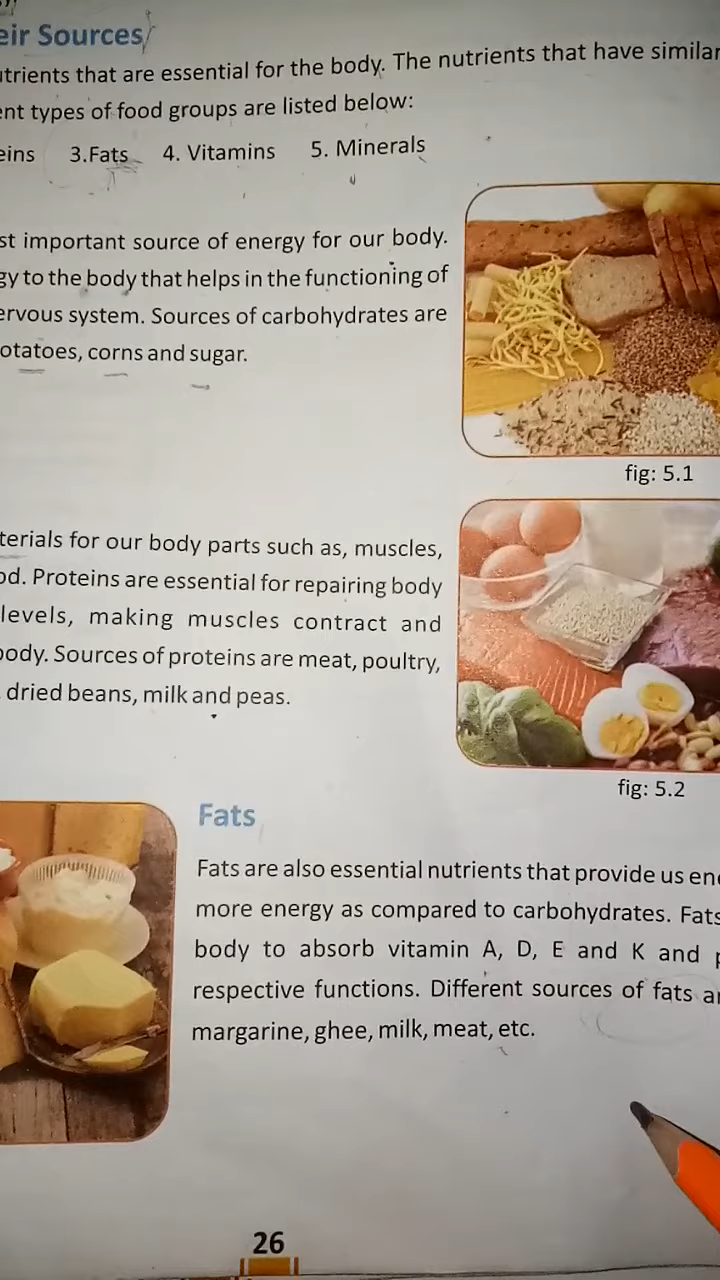 eir Sources
utrients that are essential for the body. The nutrients that have similar
ent types of food groups are listed below:
eins 3.Fats 4. Vitamins 5. Minerals
st important source of energy for our body.
gy to the body that helps in the functioning of
ervous system. Sources of carbohydrates are
otatoes, corns and sugar.
fig: 5.1
terials for our body parts such as, muscles,
od. Proteins are essential for repairing body
levels, making muscles contract and
body. Sources of proteins are meat, poultry,
dried beans, milk and peas.
fig: 5.2
Fats
Fats are also essential nutrients that provide us en
more energy as compared to carbohydrates. Fats
body to absorb vitamin A, D, E and K and p
respective functions. Different sources of fats ar
margarine, ghee, milk, meat, etc.
26